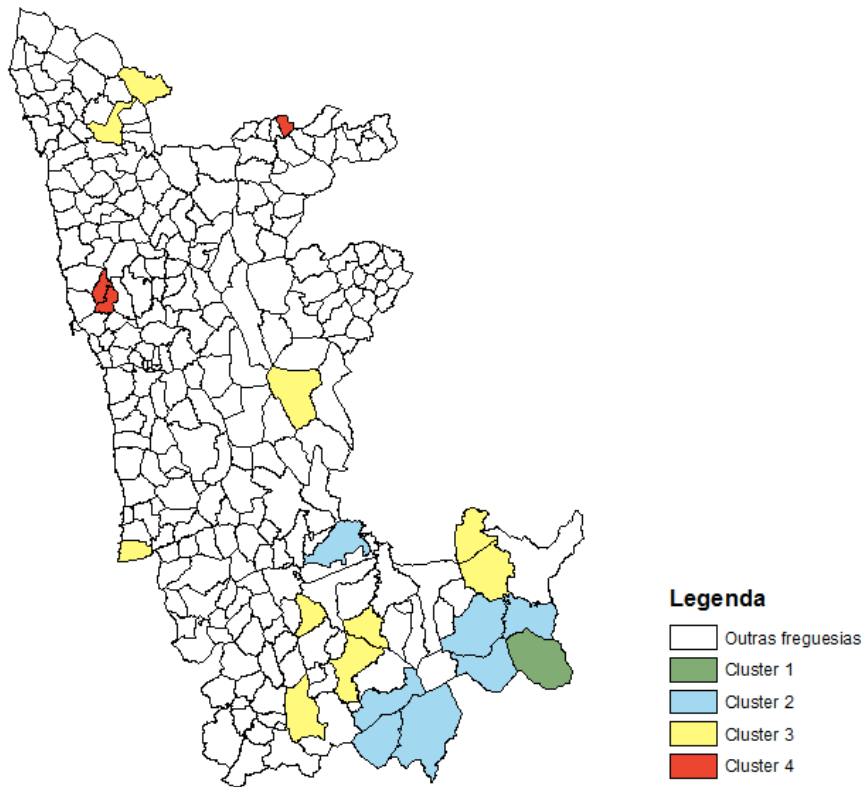 Legenda
Outras freguesias
Cluster 1
Cluster 2
Cluster 3
Cluster 4